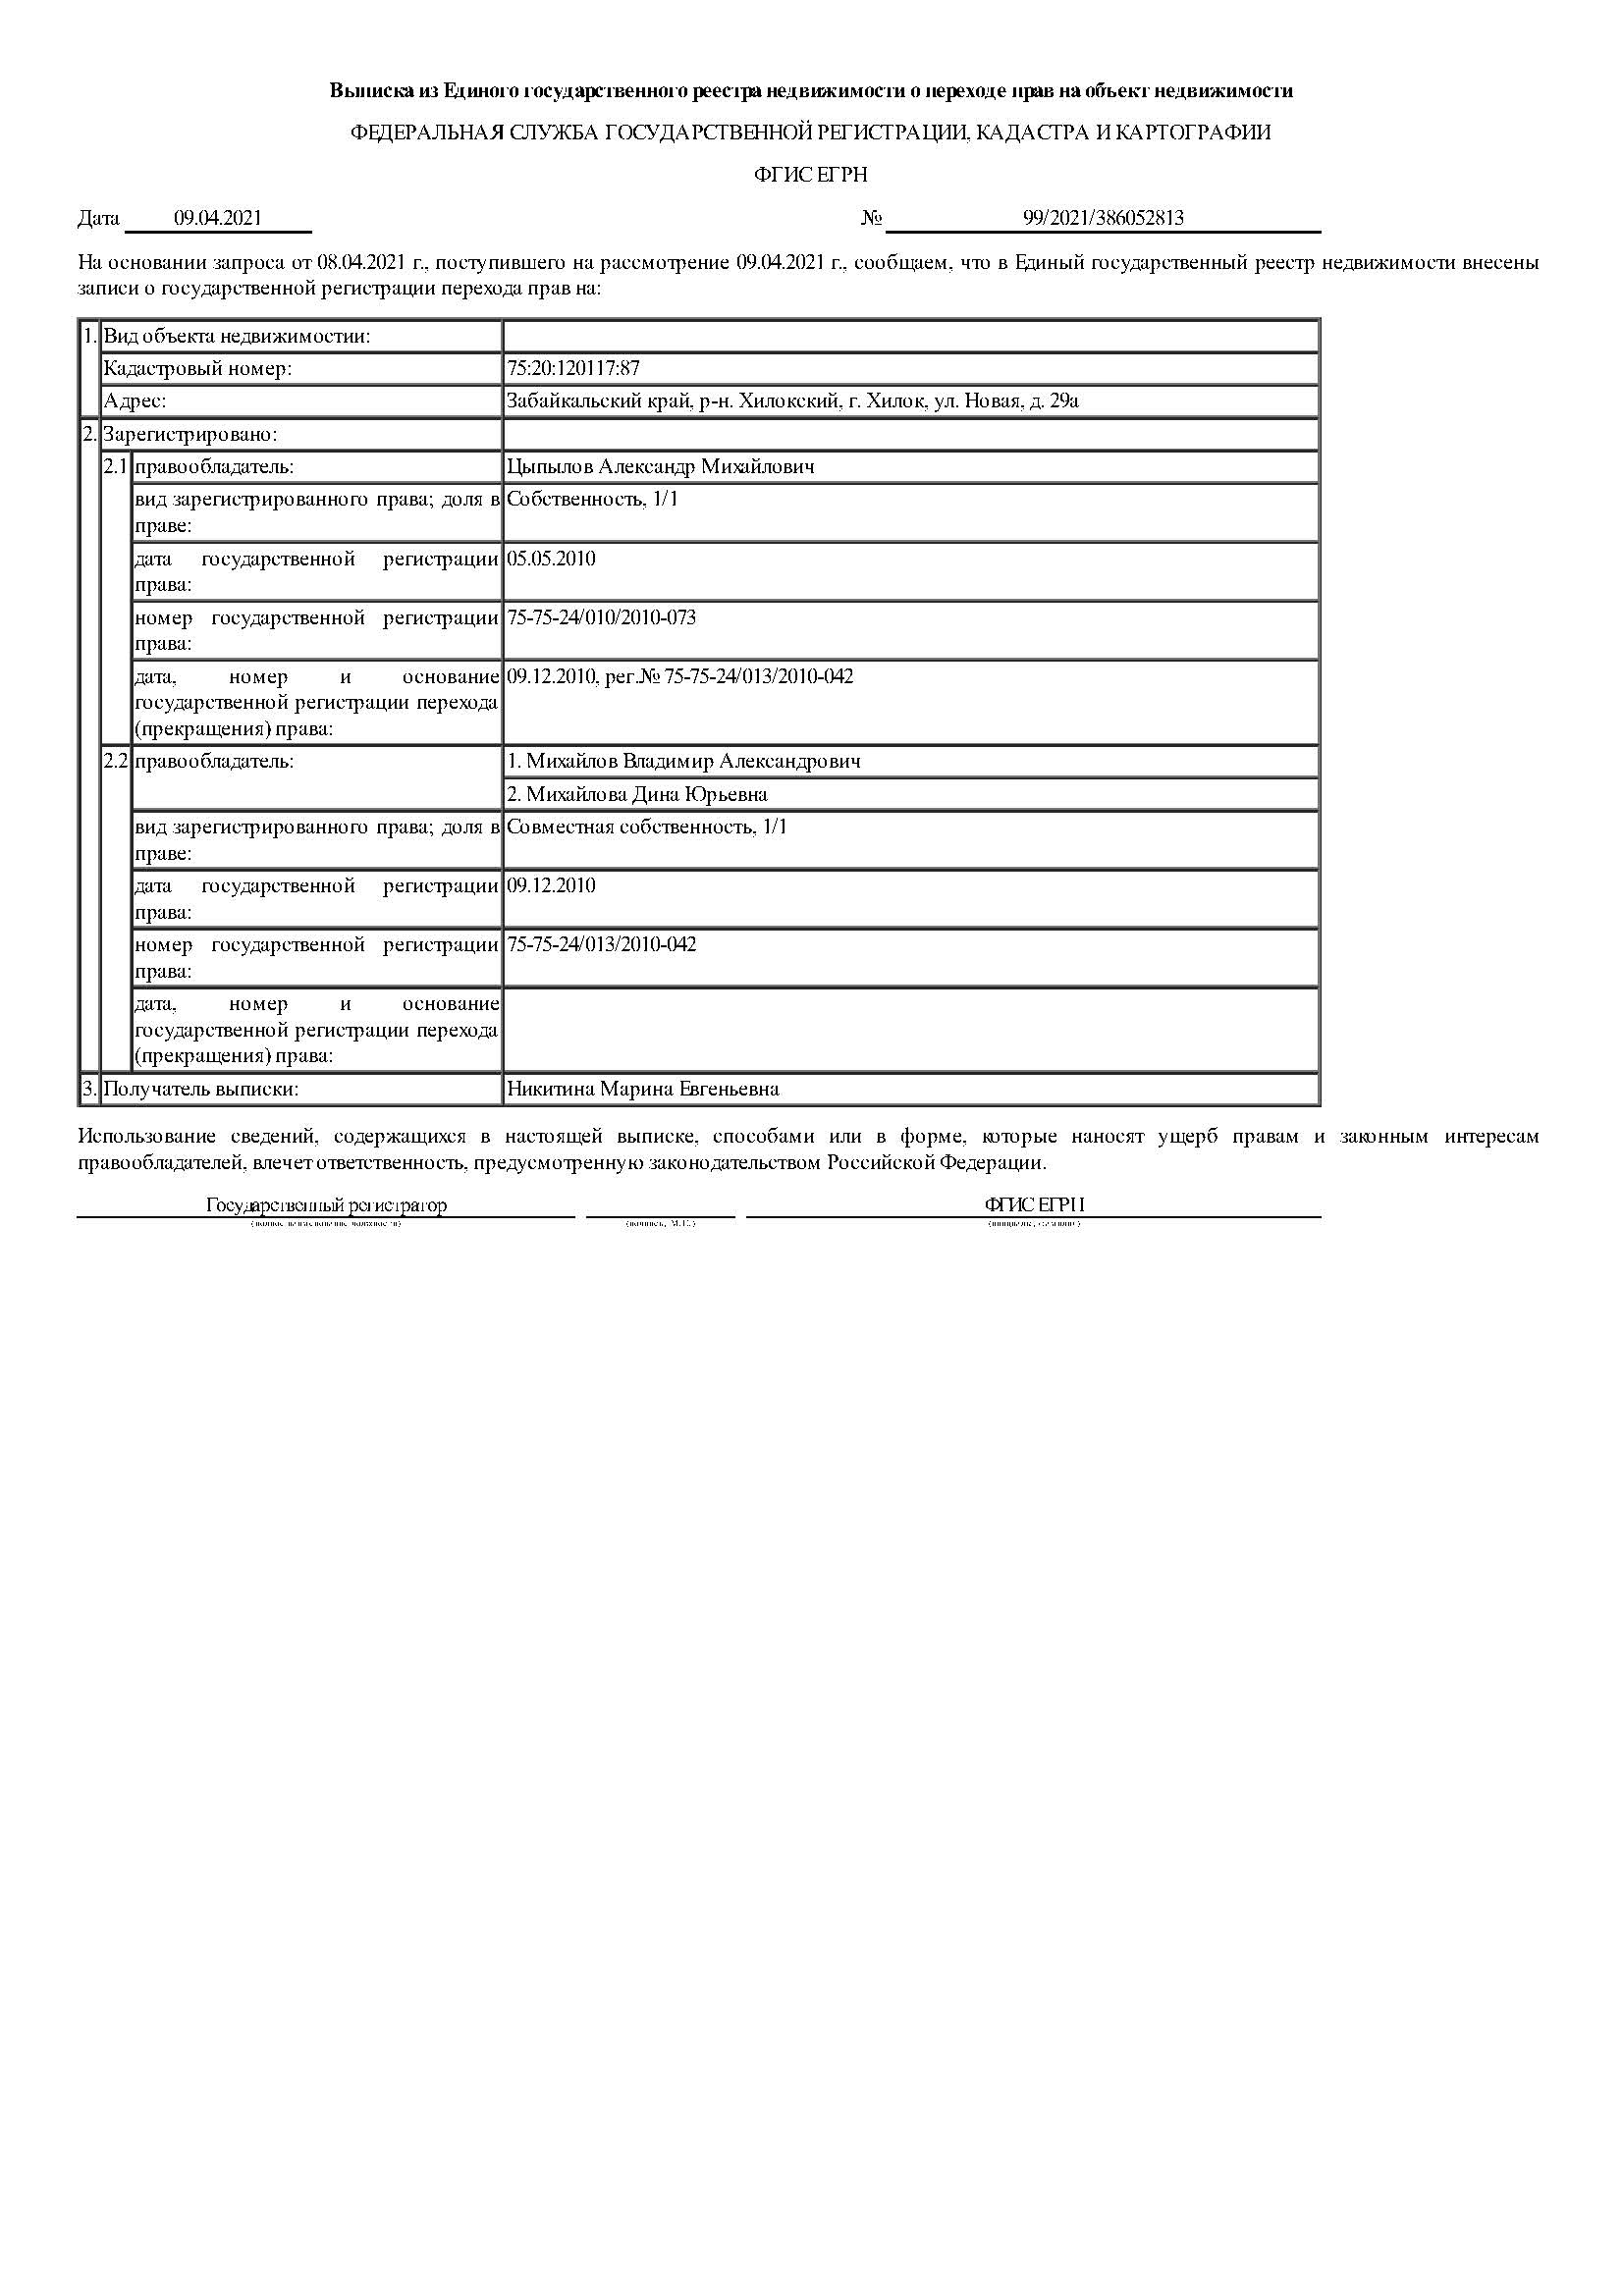 Выписка из Единого государственного реестра недвижимости о переходе прав на объект недвижимости
ФЕДЕРАЛЬНАЯ СЛУЖБА ГОСУДАРСТВЕННОЙ РЕГИСТРАЦИИ, КАДАСТРА И КАРТОГРАФИИ
ФГИС ЕГРН
Дата 09.04.2021 № 99/2021/386052813
На основании запроса от 08.04.2021 г., поступившего на рассмотрение 09.04.2021 г., сообщаем, что в Единый государственный реестр недвижимости внесены
записи о государственной регистрации перехода прав на:
1. Вид объекта недвижимостии:
Кадастровый номер: 75:20:120117:87
Адрес: Забайкальский край, р-н. Хилокский, г. Хилок, ул. Новая, д. 29а
2. Зарегистрировано:
2.1 правообладатель: Цыпылов Александр Михайлович
вид зарегистрированного права; доля в Собственность, 1/1
праве:
дата государственной регистрации 05.05.2010
права:
номер государственной регистрации 75-75-24/010/2010-073
права:
дата, номер и основание 09.12.2010, рег.№ 75-75-24/013/2010-042
государственной регистрации перехода
(прекращения) права:
2.2 правообладатель: 1. Михайлов Владимир Александрович
2. Михайлова Дина Юрьевна
вид зарегистрированного права; доля в Совместная собственность, 1/1
праве:
дата государственной регистрации 09.12.2010
права:
номер государственной регистрации 75-75-24/013/2010-042
права:
дата, номер и основание
государственной регистрации перехода
(прекращения) права:
3. Получатель выписки: Никитина Марина Евгеньевна
Использование сведений, содержащихся в настоящей выписке, способами или в форме, которые наносят ущерб правам и законным интересам
правообладателей, влечет ответственность, предусмотренную законодательством Российской Федерации.
Государственный регистратор ФГИС ЕГРН
(полное наименование должности) (подпись, М.П.) (инициалы, фамилия)